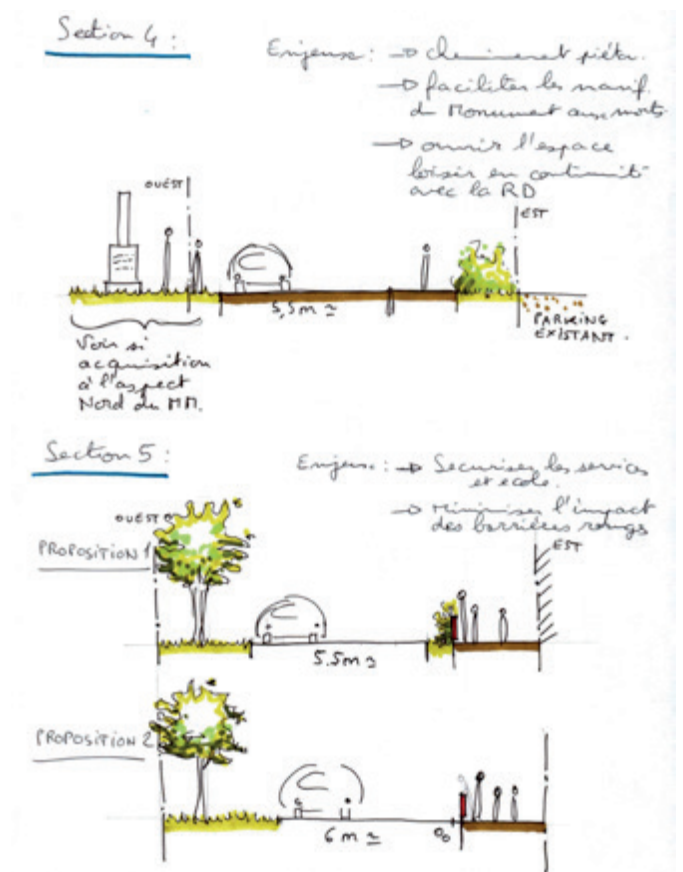 Section 4 :
Enjeux : → cheminement piéton.
→ faciliter les manif.
du Monument aux morts
→ ouvrir l'espace
loisir en continuité
avec la RD
OUEST
EST
5,5m ≃
PARKING
EXISTANT.
Voir si
acquisition
à l'aspect
Nord du MM.
Section 5 :
Enjeux : → Sécuriser les services
et école.
→ Minimiser l'impact
des barrières rouges
OUEST
EST
PROPOSITION 1
5.5m ≃
PROPOSITION 2
6 m ≃